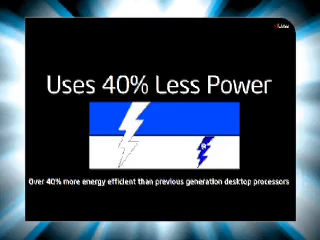 Uses 40% Less Power
Over 40% more energy efficient than previous generation desktop processors